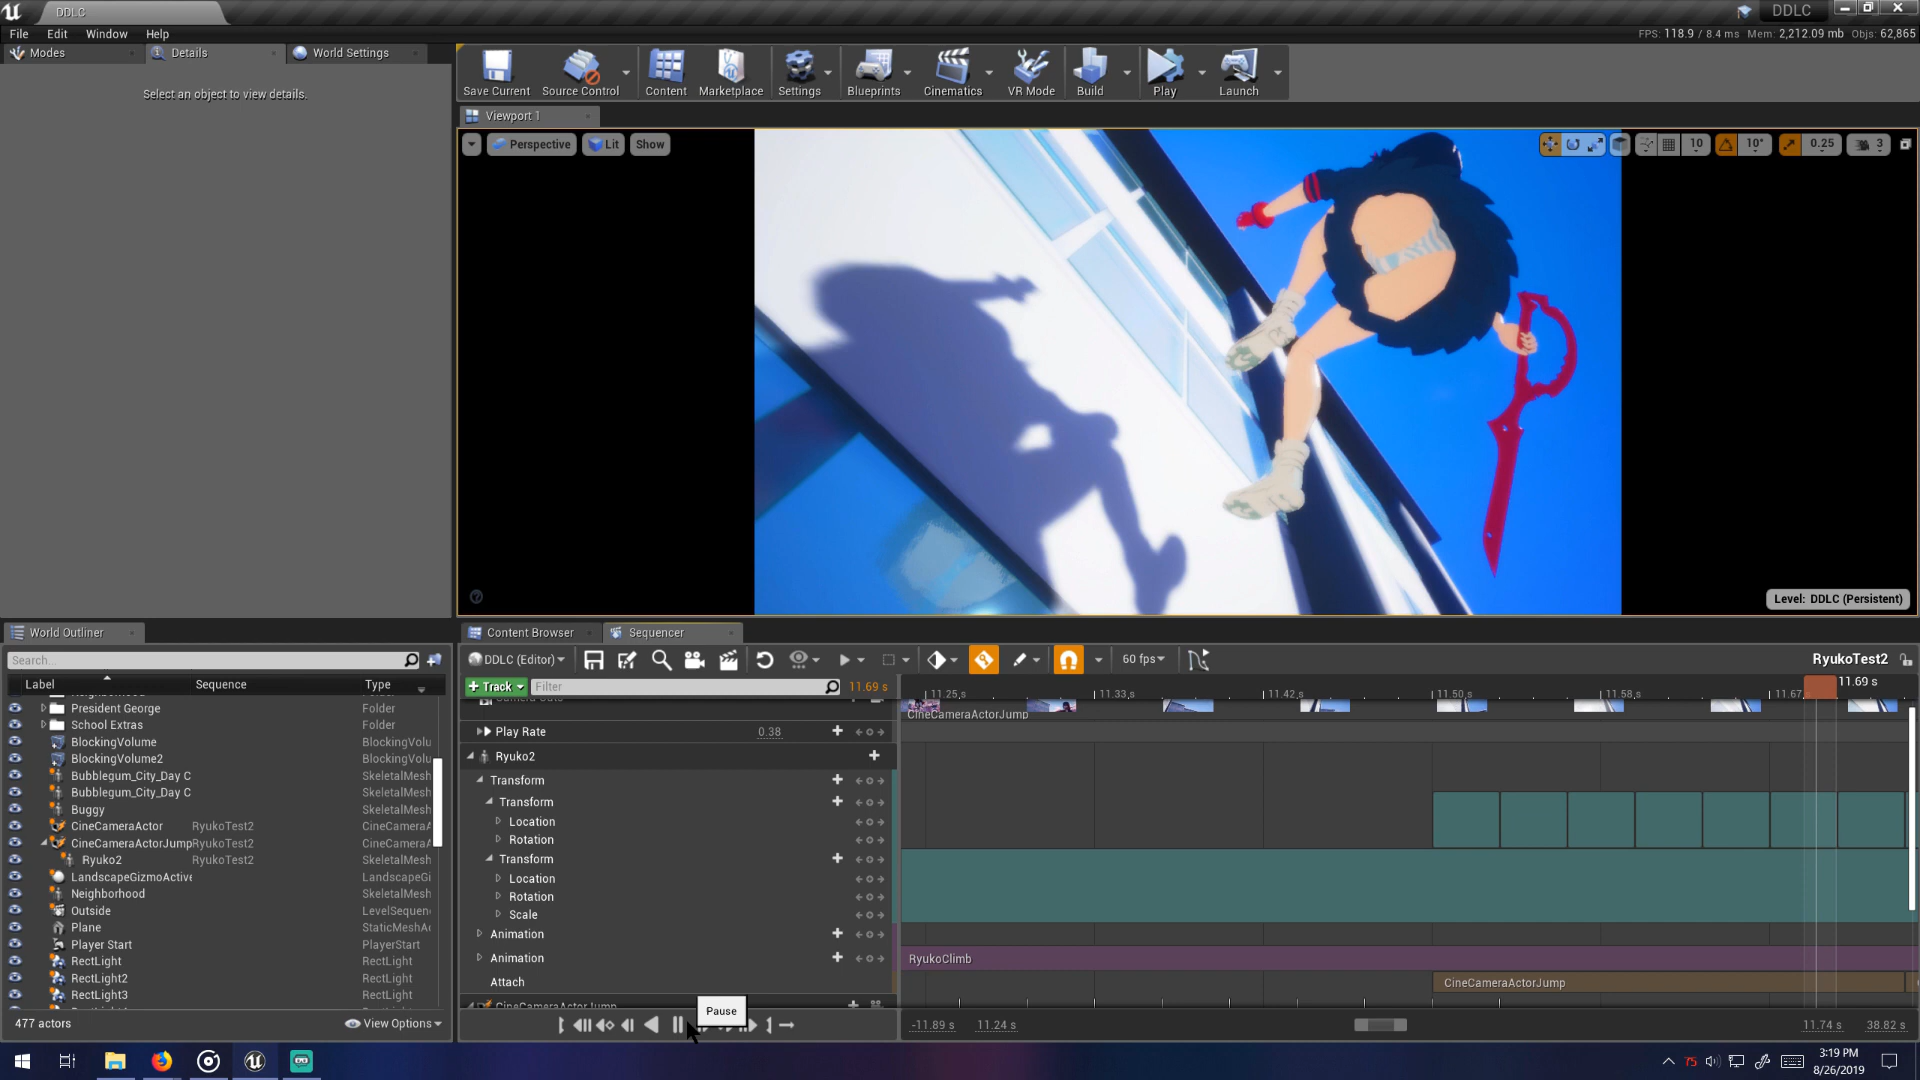 DDLC
DDLC
File Edit Window Help
FPS: 118.9 / 8.4 ms Mem: 2,212.09 mb Objs: 62,865
Modes
Details
World Settings
Select an object to view details.
Save Current
Source Control
Content
Marketplace
Settings
Blueprints
Cinematics
VR Mode
Build
Play
Launch
Viewport 1
Perspective
Lit
Show
10
10°
0.25
3
Level: DDLC (Persistent)
World Outliner
Search...
Label Sequence Type
Neighborhood Folder
President George Folder
School Extras Folder
BlockingVolume BlockingVolu
BlockingVolume2 BlockingVolu
Bubblegum_City_Day C SkeletalMesh
Bubblegum_City_Day C SkeletalMesh
Buggy SkeletalMesh
CineCameraActor RyukoTest2 CineCameraA
CineCameraActorJump RyukoTest2 CineCameraA
Ryuko2 RyukoTest2 SkeletalMesh
LandscapeGizmoActive LandscapeGi
Neighborhood SkeletalMesh
Outside LevelSequen
Plane StaticMeshAc
Player Start PlayerStart
RectLight RectLight
RectLight2 RectLight
RectLight3 RectLight
477 actors
View Options
Content Browser
Sequencer
DDLC (Editor)
60 fps
RyukoTest2
Track
Filter
11.69 s
11.25 s
11.33 s
11.42 s
11.50 s
11.58 s
11.67
11.69 s
CineCameraActorJump
Play Rate 0.38
Ryuko2
Transform
Transform
Location
Rotation
Transform
Location
Rotation
Scale
Animation
Animation
RyukoClimb
Attach
CineCameraActorJump
CineCameraActorJump
Pause
-11.89 s
11.24 s
11.74 s
38.82 s
75
3:19 PM
8/26/2019